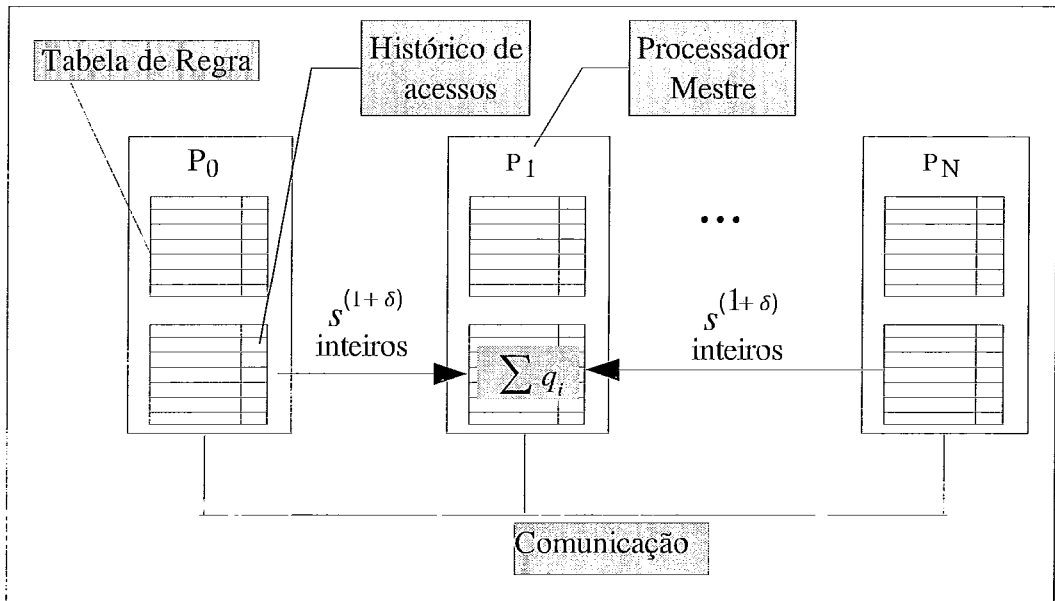 Tabela de Regra
Histórico de
acessos
Processador
Mestre
P0
P1
PN
...
s(1+ δ)
inteiros
s(1+ δ)
inteiros
∑ qi
Comunicação